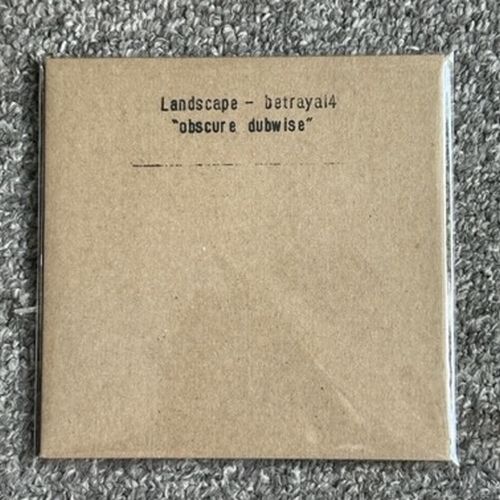 Landscape - betrayal4
"obscure dubwise"